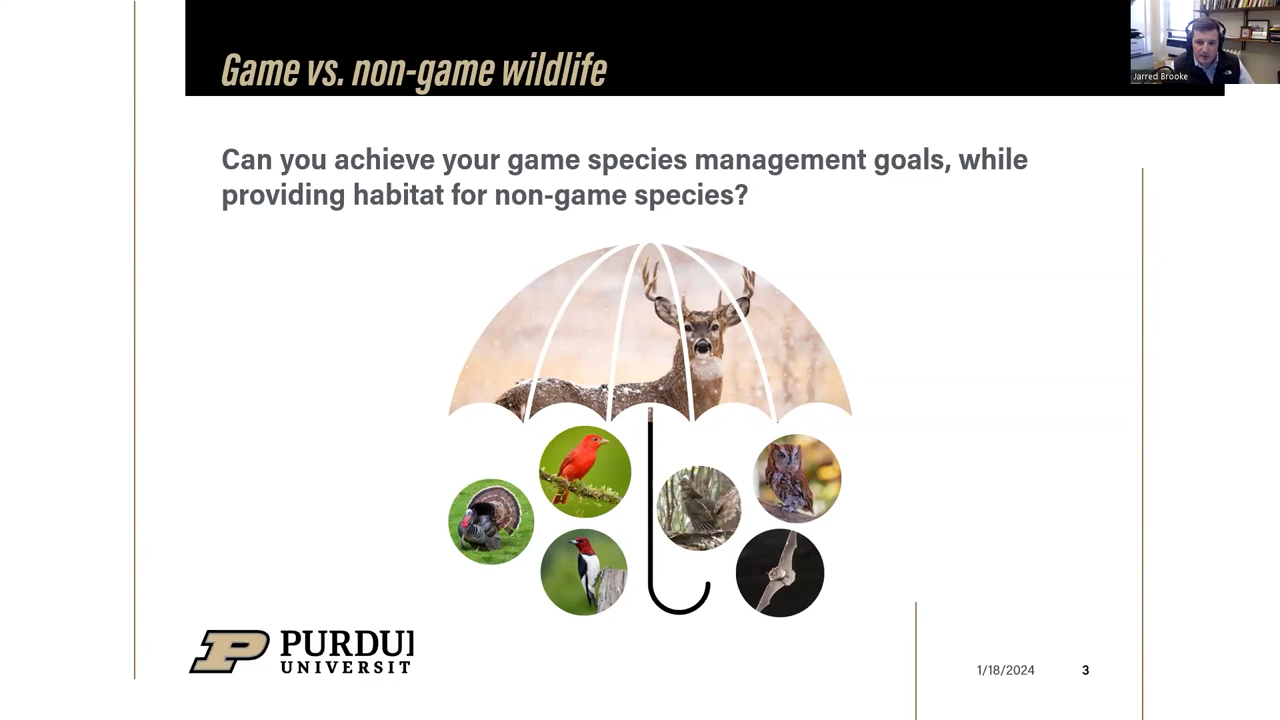 Game vs. non-game wildlife
Jarred Brooke
Can you achieve your game species management goals, while
providing habitat for non-game species?
PURDU
UNIVERSIT
1/18/2024
3